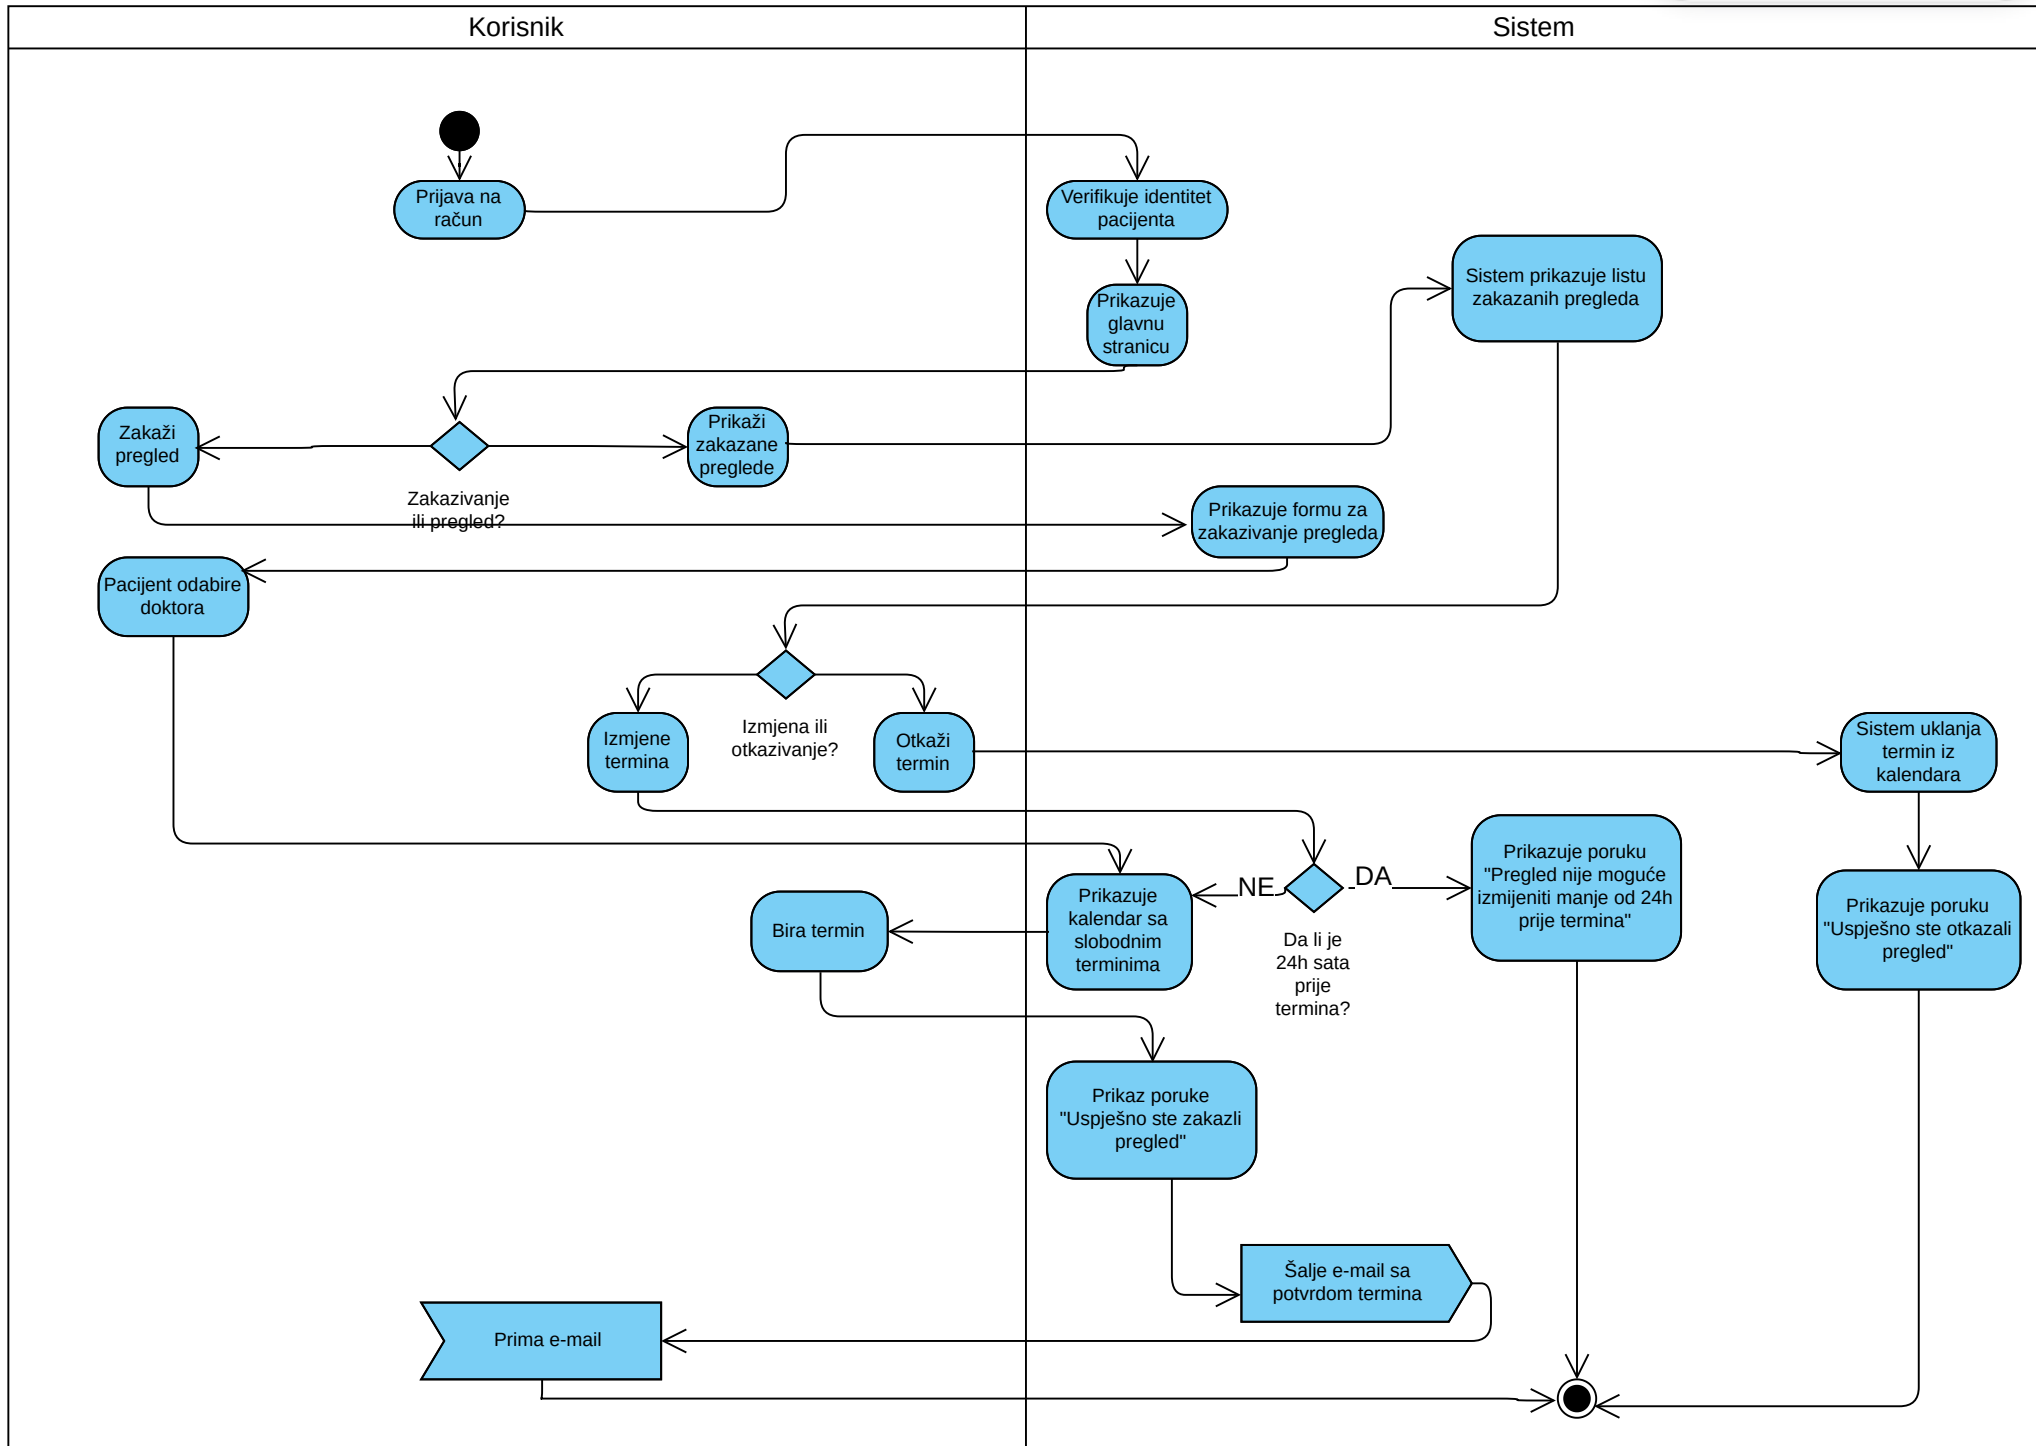 Korisnik
Sistem
Prijava na
račun
Verifikuje identitet
pacijenta
Sistem prikazuje listu
zakazanih pregleda
Prikazuje
glavnu
stranicu
Zakaži
pregled
Prikaži
zakazane
preglede
Zakazivanje
ili pregled?
Prikazuje formu za
zakazivanje pregleda
Pacijent odabire
doktora
Izmjene
termina
Izmjena ili
otkazivanje?
Otkaži
termin
Sistem uklanja
termin iz
kalendara
Prikazuje poruku
"Pregled nije moguće
izmijeniti manje od 24h
prije termina"
NE
DA
Prikazuje
kalendar sa
slobodnim
terminima
Bira termin
Da li je
24h sata
prije
termina?
Prikazuje poruku
"Uspješno ste otkazali
pregled"
Prikaz poruke
"Uspješno ste zakazli
pregled"
Šalje e-mail sa
potvrdom termina
Prima e-mail